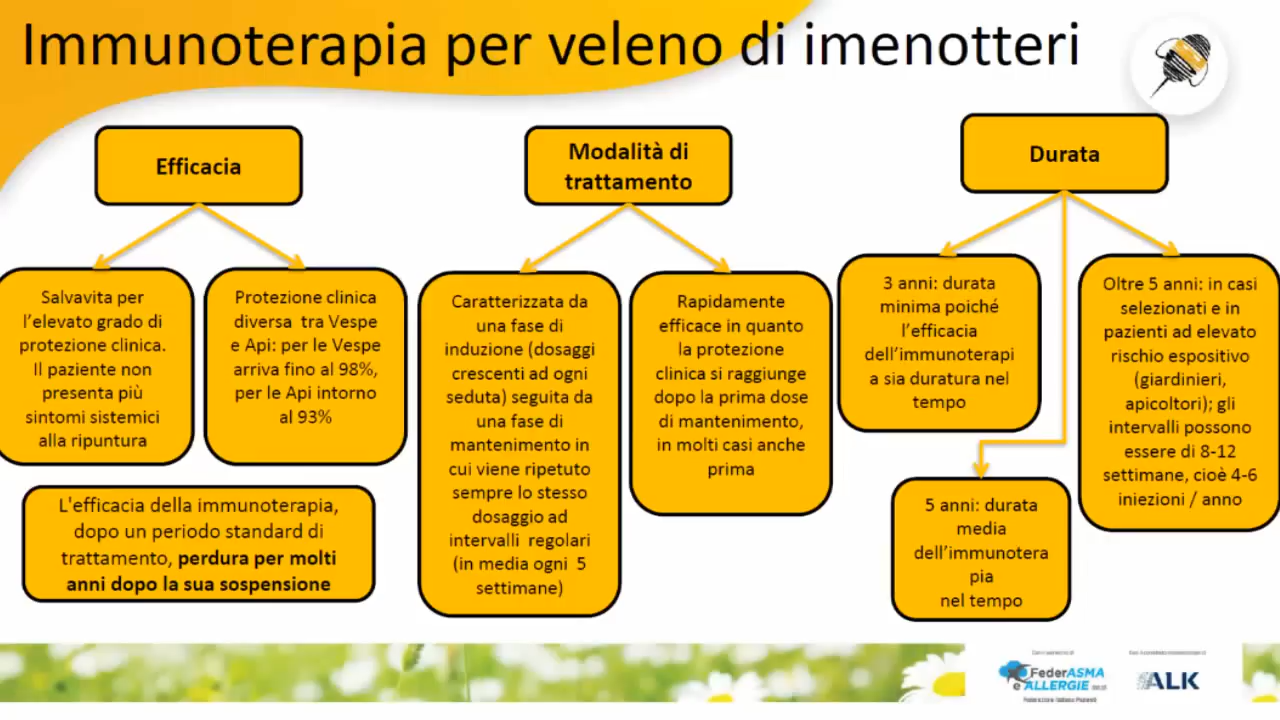 Immunoterapia per veleno di imenotteri
Efficacia
Salvavita per
l’elevato grado di
protezione clinica.
Il paziente non
presenta più
sintomi sistemici
alla ripuntura
Protezione clinica
diversa tra Vespe
e Api: per le Vespe
arriva fino al 98%,
per le Api intorno
al 93%
L'efficacia della immunoterapia,
dopo un periodo standard di
trattamento, perdura per molti
anni dopo la sua sospensione
Modalità di
trattamento
Caratterizzata da
una fase di
induzione (dosaggi
crescenti ad ogni
seduta) seguita da
una fase di
mantenimento in
cui viene ripetuto
sempre lo stesso
dosaggio ad
intervalli regolari
(in media ogni 5
settimane)
Rapidamente
efficace in quanto
la protezione
clinica si raggiunge
dopo la prima dose
di mantenimento,
in molti casi anche
prima
Durata
3 anni: durata
minima poiché
l’efficacia
dell’immunoterapi
a sia duratura nel
tempo
5 anni: durata
media
dell’immunotera
pia
nel tempo
Oltre 5 anni: in casi
selezionati e in
pazienti ad elevato
rischio espositivo
(giardinieri,
apicoltori); gli
intervalli possono
essere di 8-12
settimane, cioè 4-6
iniezioni / anno
FederASMA
e ALLERGIE
Federazione Italiana Pazienti
ALK